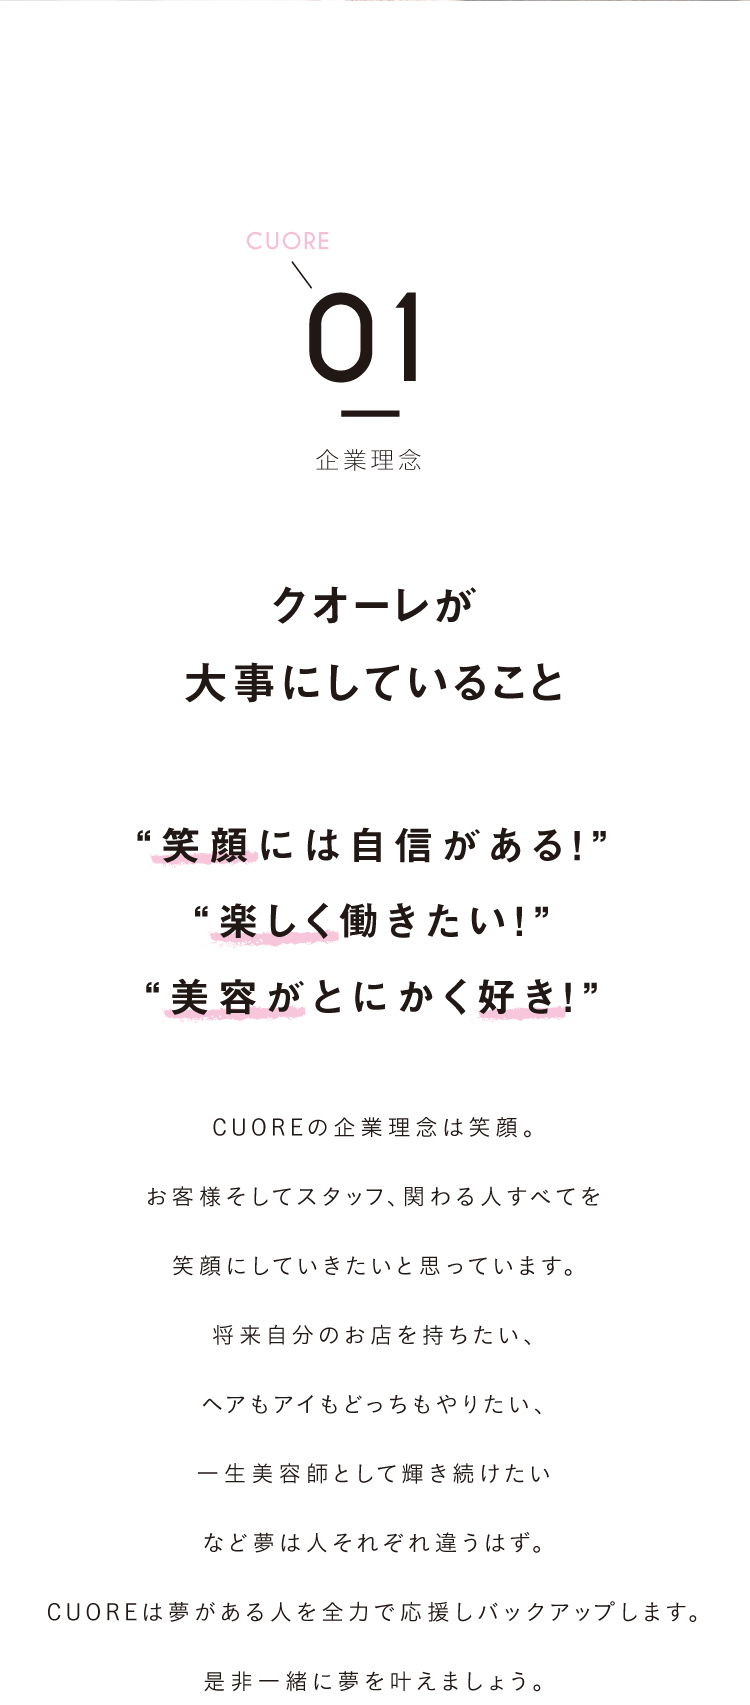 CUORE
01
企業理念
クオーレが
大事にしていること
“笑顔には自信がある!”
“楽しく働きたい!”
“美容がとにかく好き!”
CUOREの企業理念は笑顔。
お客様そしてスタッフ、関わる人すべてを
笑顔にしていきたいと思っています。
将来自分のお店を持ちたい、
ヘアもアイもどっちもやりたい、
一生美容師として輝き続けたい
など夢は人それぞれ違うはず。
CUOREは夢がある人を全力で応援しバックアップします。
是非一緒に夢を叶えましょう。